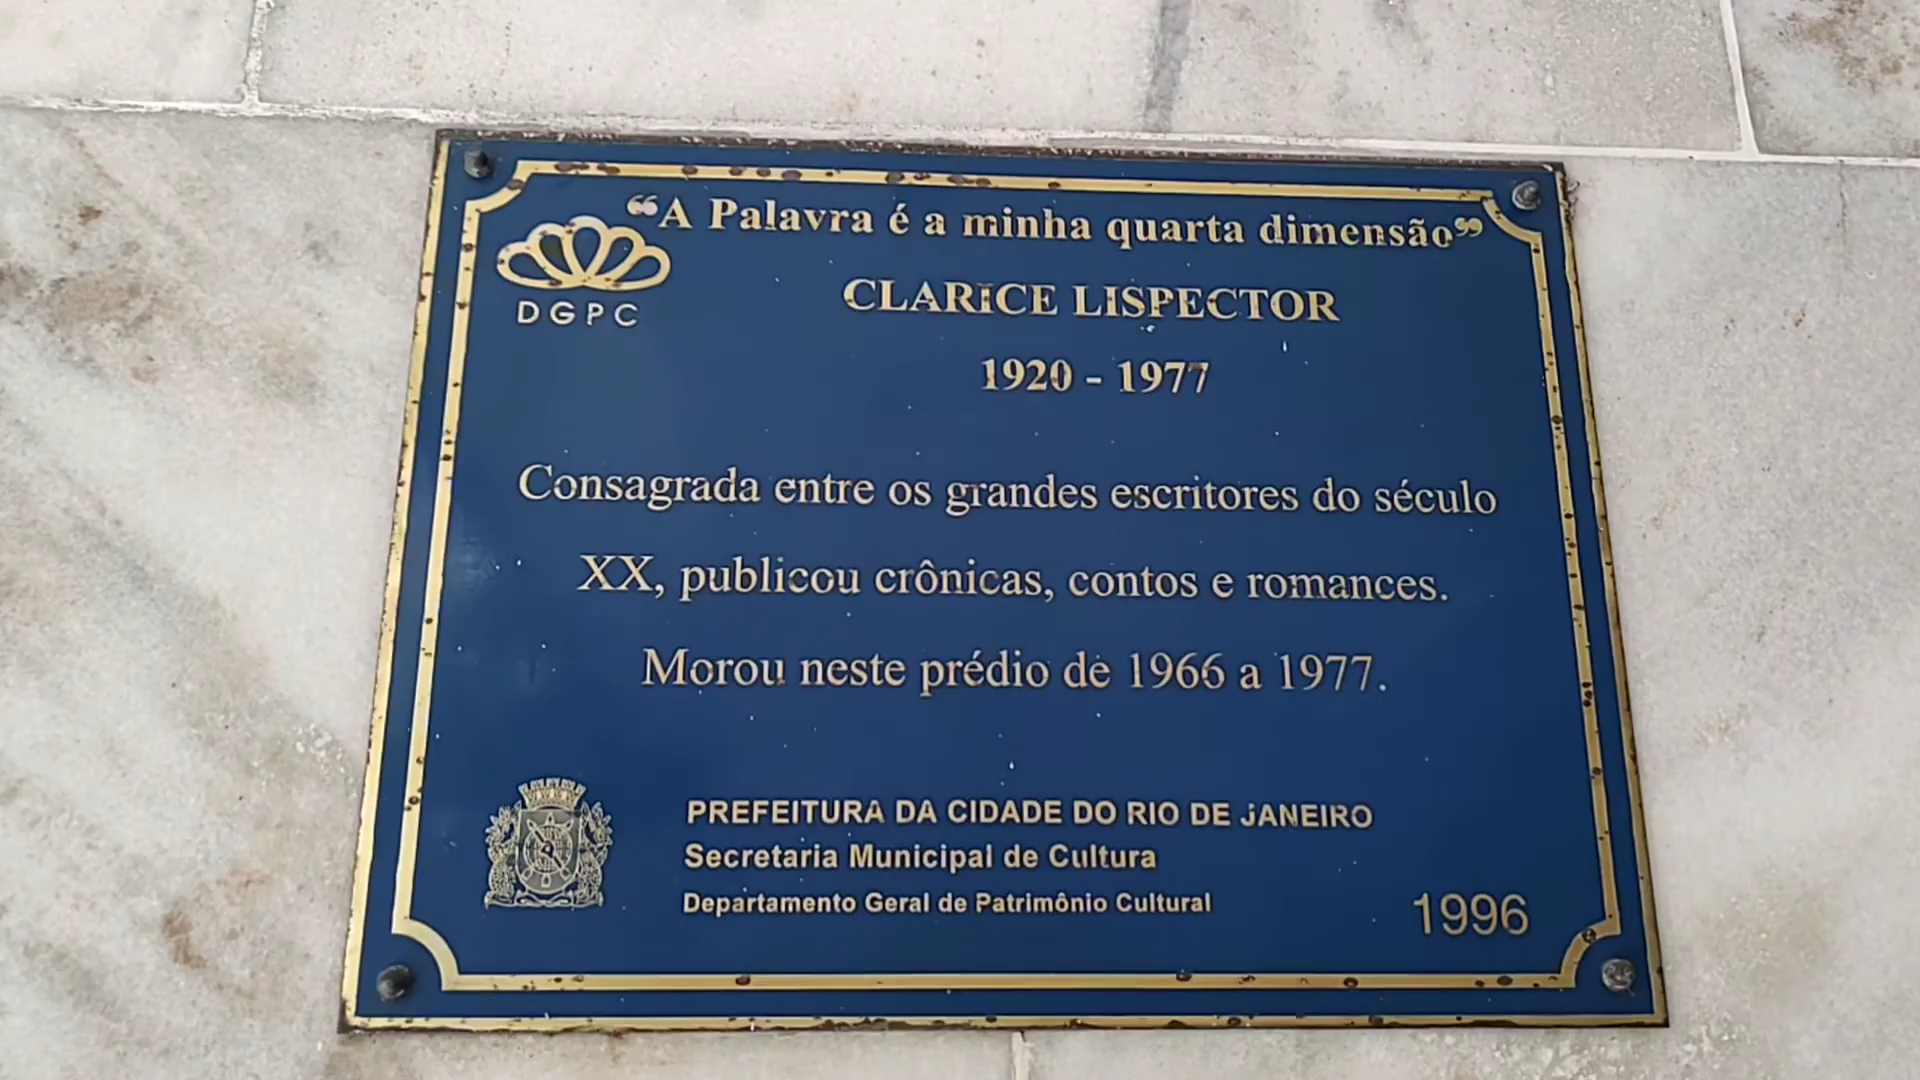 “A Palavra é a minha quarta dimensão”
DGPC
CLARICE LISPECTOR
1920 - 1977
Consagrada entre os grandes escritores do século
XX, publicou crônicas, contos e romances.
Morou neste prédio de 1966 a 1977.
PREFEITURA DA CIDADE DO RIO DE JANEIRO
Secretaria Municipal de Cultura
Departamento Geral de Patrimônio Cultural
1996